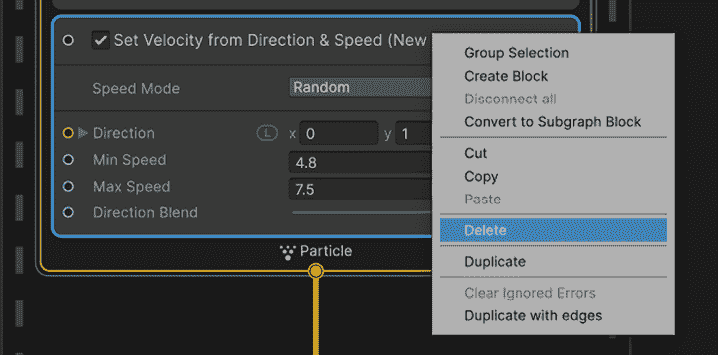 Set Velocity from Direction & Speed (New
Speed Mode Random
Direction L x 0 y 1
Min Speed 4.8
Max Speed 7.5
Direction Blend
Particle
Group Selection
Create Block
Disconnect all
Convert to Subgraph Block
Cut
Copy
Paste
Delete
Duplicate
Clear Ignored Errors
Duplicate with edges